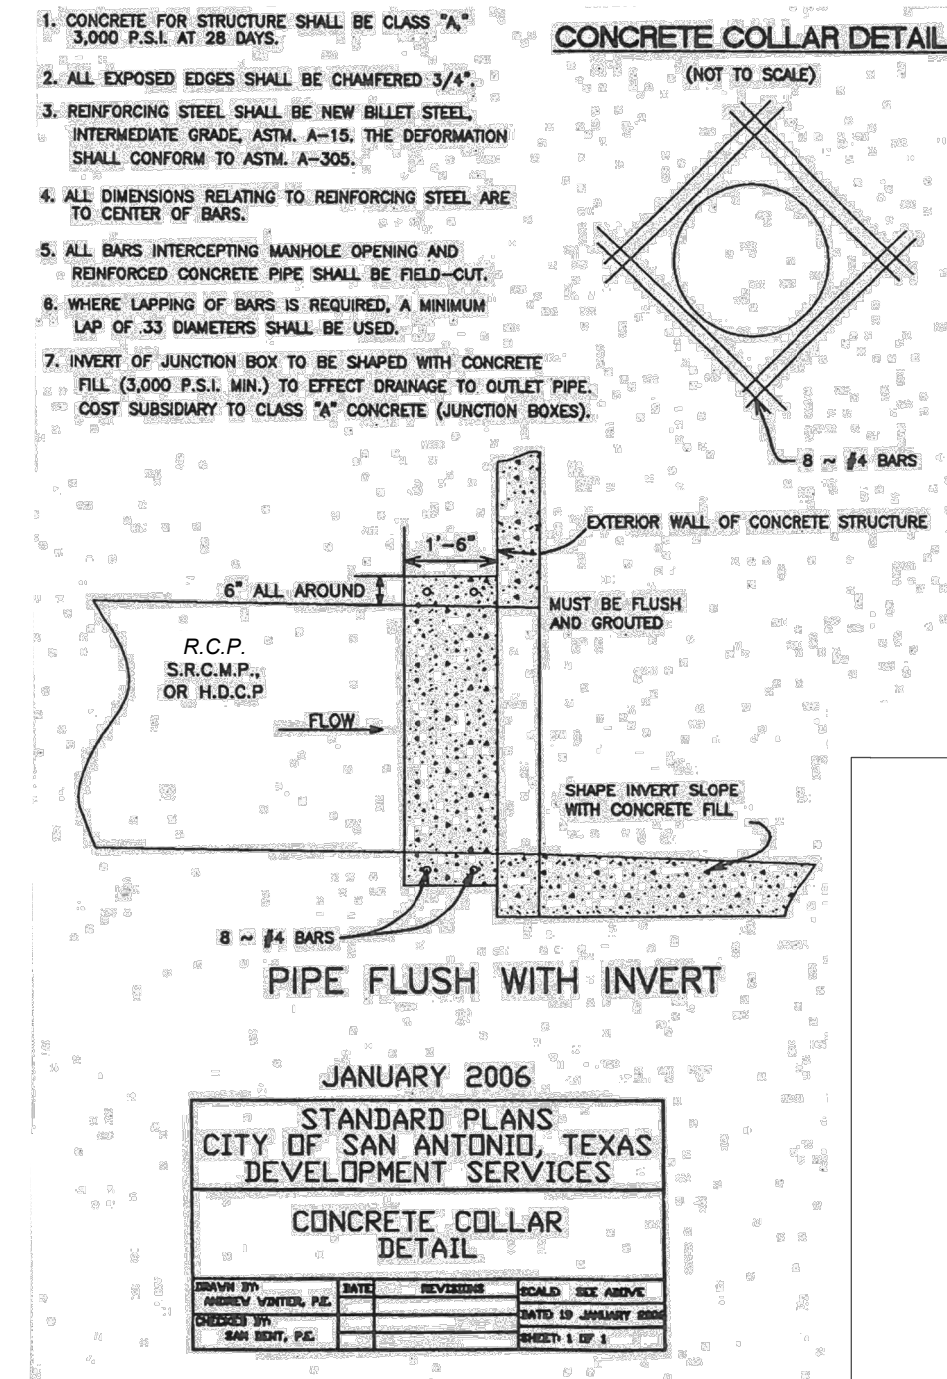 1. CONCRETE FOR STRUCTURE SHALL BE CLASS "A,"
3,000 P.S.I. AT 28 DAYS.
2. ALL EXPOSED EDGES SHALL BE CHAMFERED 3/4".
3. REINFORCING STEEL SHALL BE NEW BILLET STEEL,
INTERMEDIATE GRADE, ASTM. A-15. THE DEFORMATION
SHALL CONFORM TO ASTM. A-305.
4. ALL DIMENSIONS RELATING TO REINFORCING STEEL ARE
TO CENTER OF BARS.
5. ALL BARS INTERCEPTING MANHOLE OPENING AND
REINFORCED CONCRETE PIPE SHALL BE FIELD-CUT.
6. WHERE LAPPING OF BARS IS REQUIRED, A MINIMUM
LAP OF .33 DIAMETERS SHALL BE USED.
7. INVERT OF JUNCTION BOX TO BE SHAPED WITH CONCRETE
FILL (3,000 P.S.I. MIN.) TO EFFECT DRAINAGE TO OUTLET PIPE.
COST SUBSIDIARY TO CLASS "A" CONCRETE (JUNCTION BOXES).
CONCRETE COLLAR DETAIL
(NOT TO SCALE)
8 ~ #4 BARS
EXTERIOR WALL OF CONCRETE STRUCTURE
1'-6"
6" ALL AROUND
MUST BE FLUSH
AND GROUTED
R.C.P.
S.R.C.M.P.,
OR H.D.C.P
FLOW
SHAPE INVERT SLOPE
WITH CONCRETE FILL
8 ~ #4 BARS
PIPE FLUSH WITH INVERT
JANUARY 2006
STANDARD PLANS
CITY OF SAN ANTONIO, TEXAS
DEVELOPMENT SERVICES
CONCRETE COLLAR
DETAIL
DRAWN BY:
ANDREW WINTER, P.E.
CHECKED BY:
SAM DENT, P.E.
DATE
REVISIONS
SCALE: SEE ABOVE
DATE: 19 JANUARY 2006
SHEET: 1 OF 1